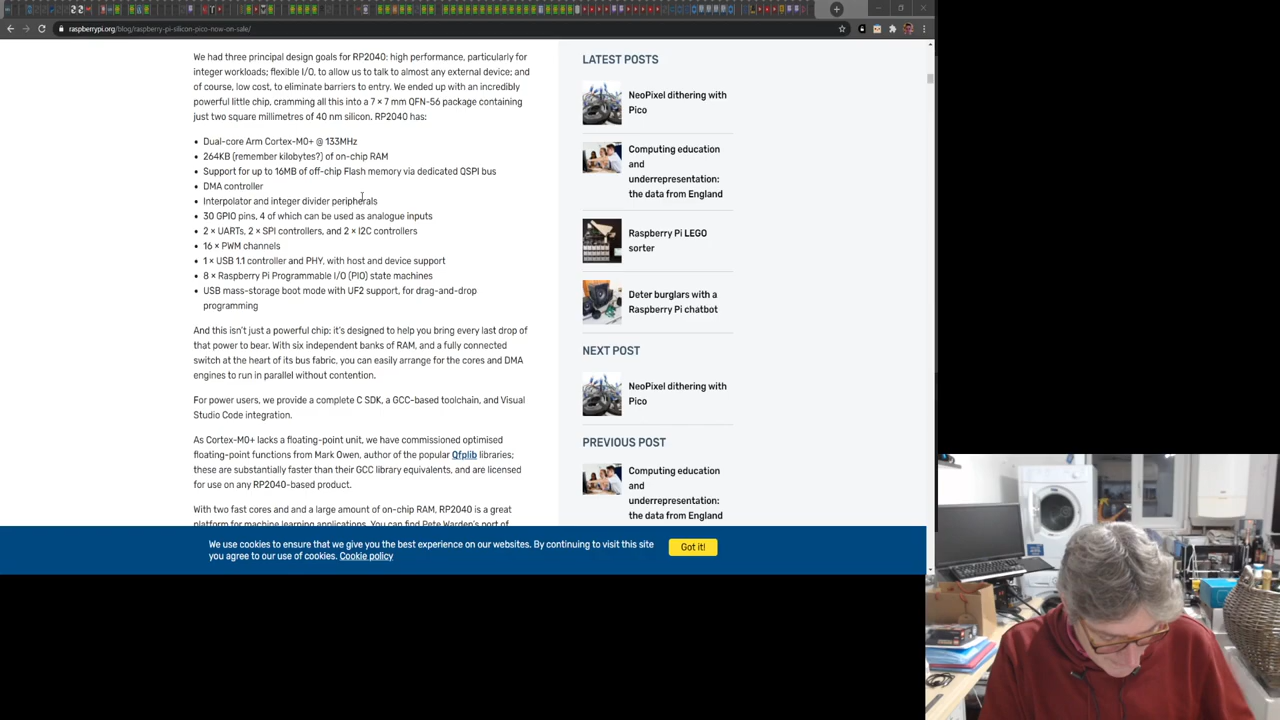 raspberrypi.org/blog/raspberry-pi-silicon-pico-now-on-sale/
We had three principal design goals for RP2040: high performance, particularly for
integer workloads; flexible I/O, to allow us to talk to almost any external device; and
of course, low cost, to eliminate barriers to entry. We ended up with an incredibly
powerful little chip, cramming all this into a 7 × 7 mm QFN-56 package containing
just two square millimetres of 40 nm silicon. RP2040 has:
• Dual-core Arm Cortex-M0+ @ 133MHz
• 264KB (remember kilobytes?) of on-chip RAM
• Support for up to 16MB of off-chip Flash memory via dedicated QSPI bus
• DMA controller
• Interpolator and integer divider peripherals
• 30 GPIO pins, 4 of which can be used as analogue inputs
• 2 × UARTs, 2 × SPI controllers, and 2 × I2C controllers
• 16 × PWM channels
• 1 × USB 1.1 controller and PHY, with host and device support
• 8 × Raspberry Pi Programmable I/O (PIO) state machines
• USB mass-storage boot mode with UF2 support, for drag-and-drop
programming
And this isn't just a powerful chip: it's designed to help you bring every last drop of
that power to bear. With six independent banks of RAM, and a fully connected
switch at the heart of its bus fabric, you can easily arrange for the cores and DMA
engines to run in parallel without contention.
For power users, we provide a complete C SDK, a GCC-based toolchain, and Visual
Studio Code integration.
As Cortex-M0+ lacks a floating-point unit, we have commissioned optimised
floating-point functions from Mark Owen, author of the popular Qfplib libraries;
these are substantially faster than their GCC library equivalents, and are licensed
for use on any RP2040-based product.
With two fast cores and and a large amount of on-chip RAM, RP2040 is a great
platform for machine learning applications. You can find Pete Warden's port of
LATEST POSTS
NeoPixel dithering with
Pico
Computing education
and
underrepresentation:
the data from England
Raspberry Pi LEGO
sorter
Deter burglars with a
Raspberry Pi chatbot
NEXT POST
NeoPixel dithering with
Pico
PREVIOUS POST
Computing education
and
underrepresentation:
the data from England
We use cookies to ensure that we give you the best experience on our websites. By continuing to visit this site
you agree to our use of cookies. Cookie policy
Got it!